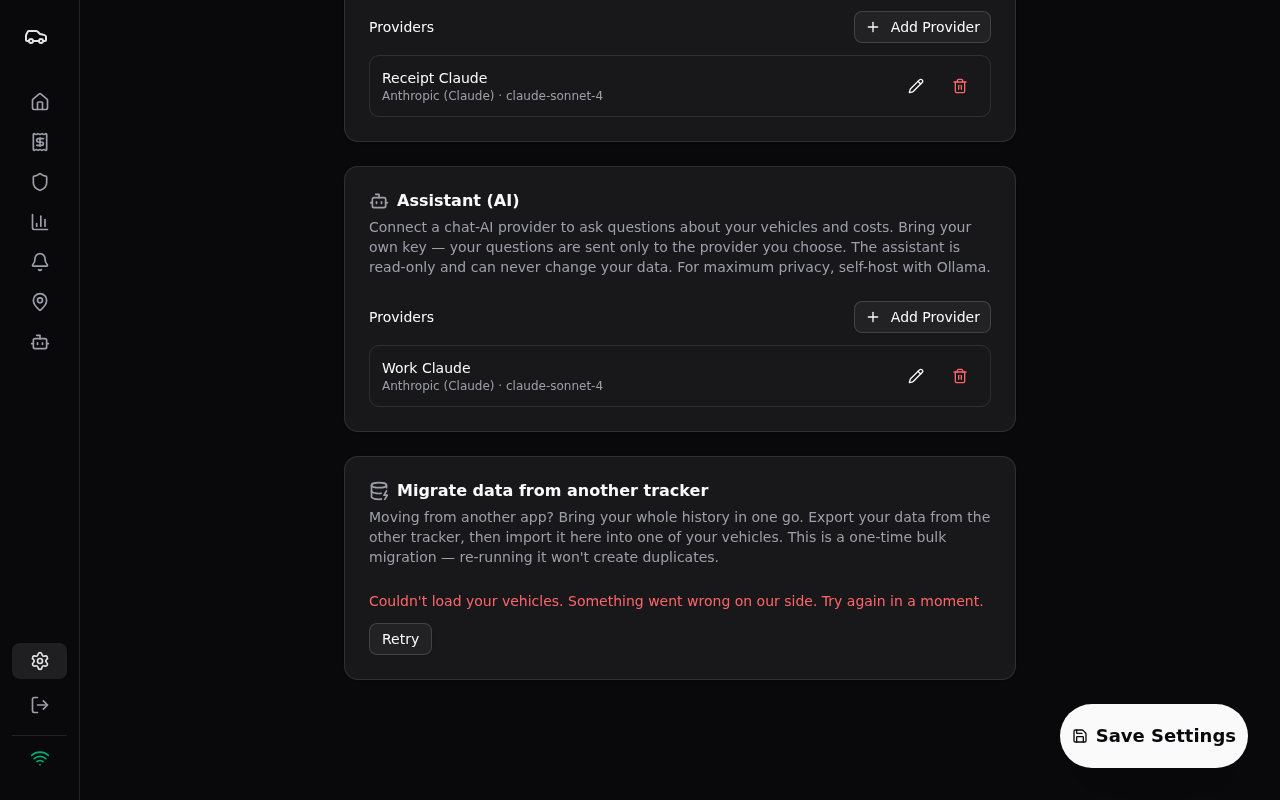 Providers
Add Provider
Receipt Claude
Anthropic (Claude) · claude-sonnet-4
Assistant (AI)
Connect a chat-AI provider to ask questions about your vehicles and costs. Bring your
own key — your questions are sent only to the provider you choose. The assistant is
read-only and can never change your data. For maximum privacy, self-host with Ollama.
Providers
Add Provider
Work Claude
Anthropic (Claude) · claude-sonnet-4
Migrate data from another tracker
Moving from another app? Bring your whole history in one go. Export your data from the
other tracker, then import it here into one of your vehicles. This is a one-time bulk
migration — re-running it won't create duplicates.
Couldn't load your vehicles. Something went wrong on our side. Try again in a moment.
Retry
Save Settings